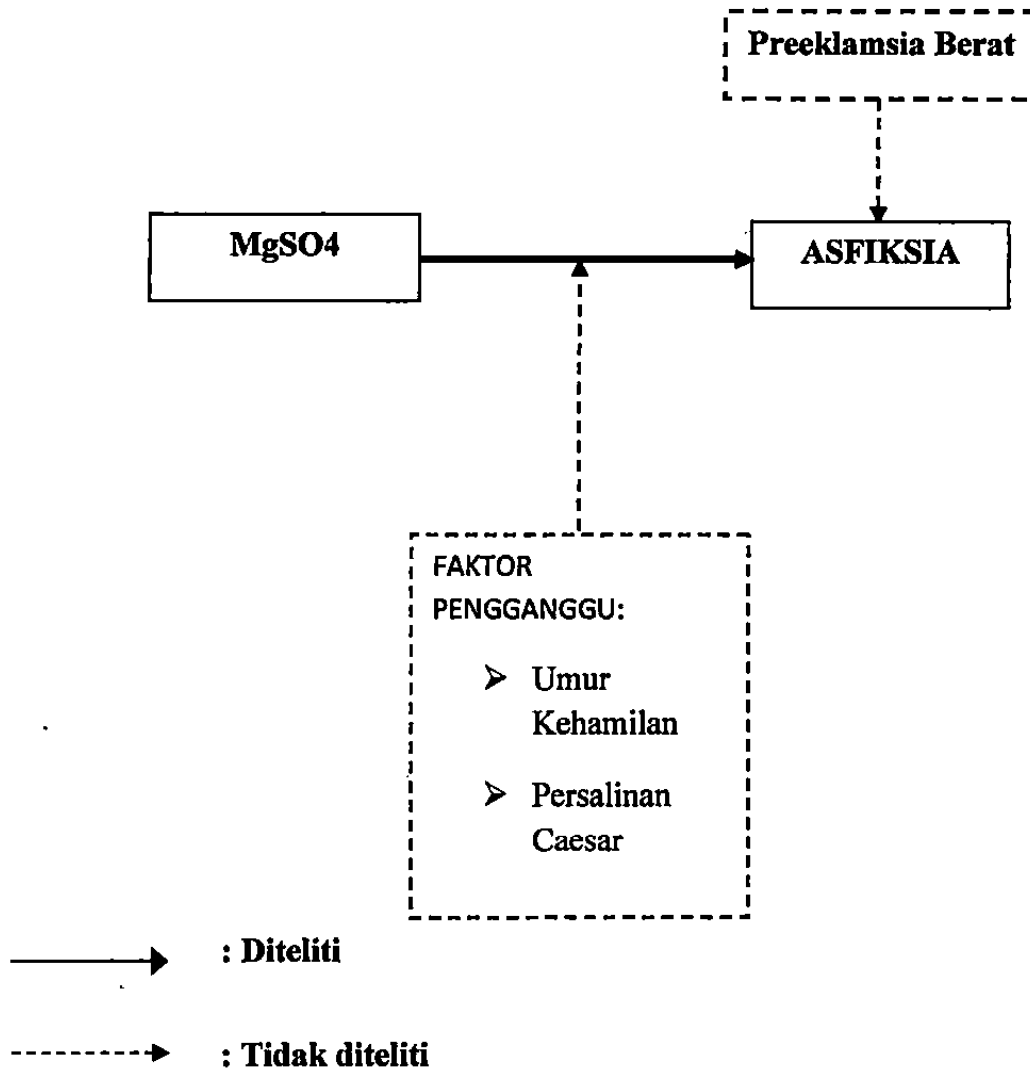 Preeklamsia Berat
MgSO4
ASFIKSIA
FAKTOR
PENGGANGGU:
➤ Umur
Kehamilan
➤ Persalinan
Caesar
: Diteliti
: Tidak diteliti